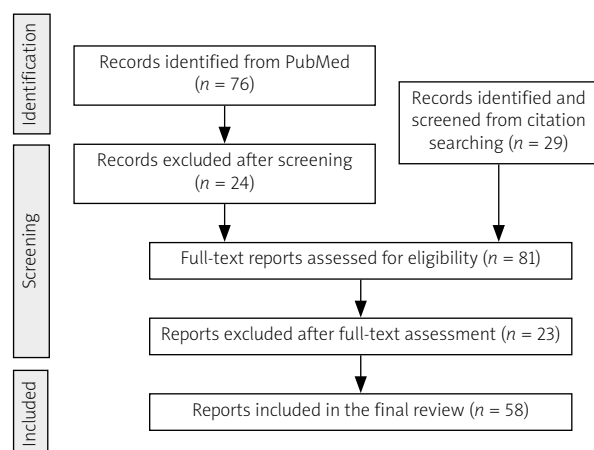 Identification
Records identified from PubMed
(n = 76)
Records identified and
screened from citation
searching (n = 29)
Records excluded after screening
(n = 24)
Screening
Full-text reports assessed for eligibility (n = 81)
Reports excluded after full-text assessment (n = 23)
Included
Reports included in the final review (n = 58)